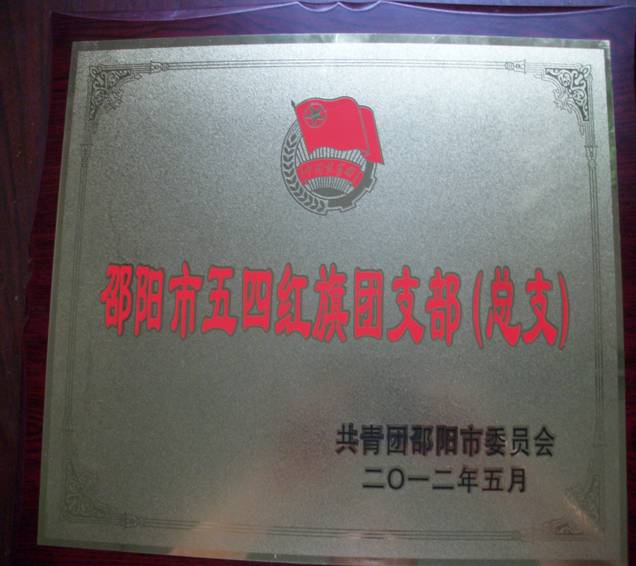 邵阳市五四红旗团支部(总支)
共青团邵阳市委员会
二〇一二年五月